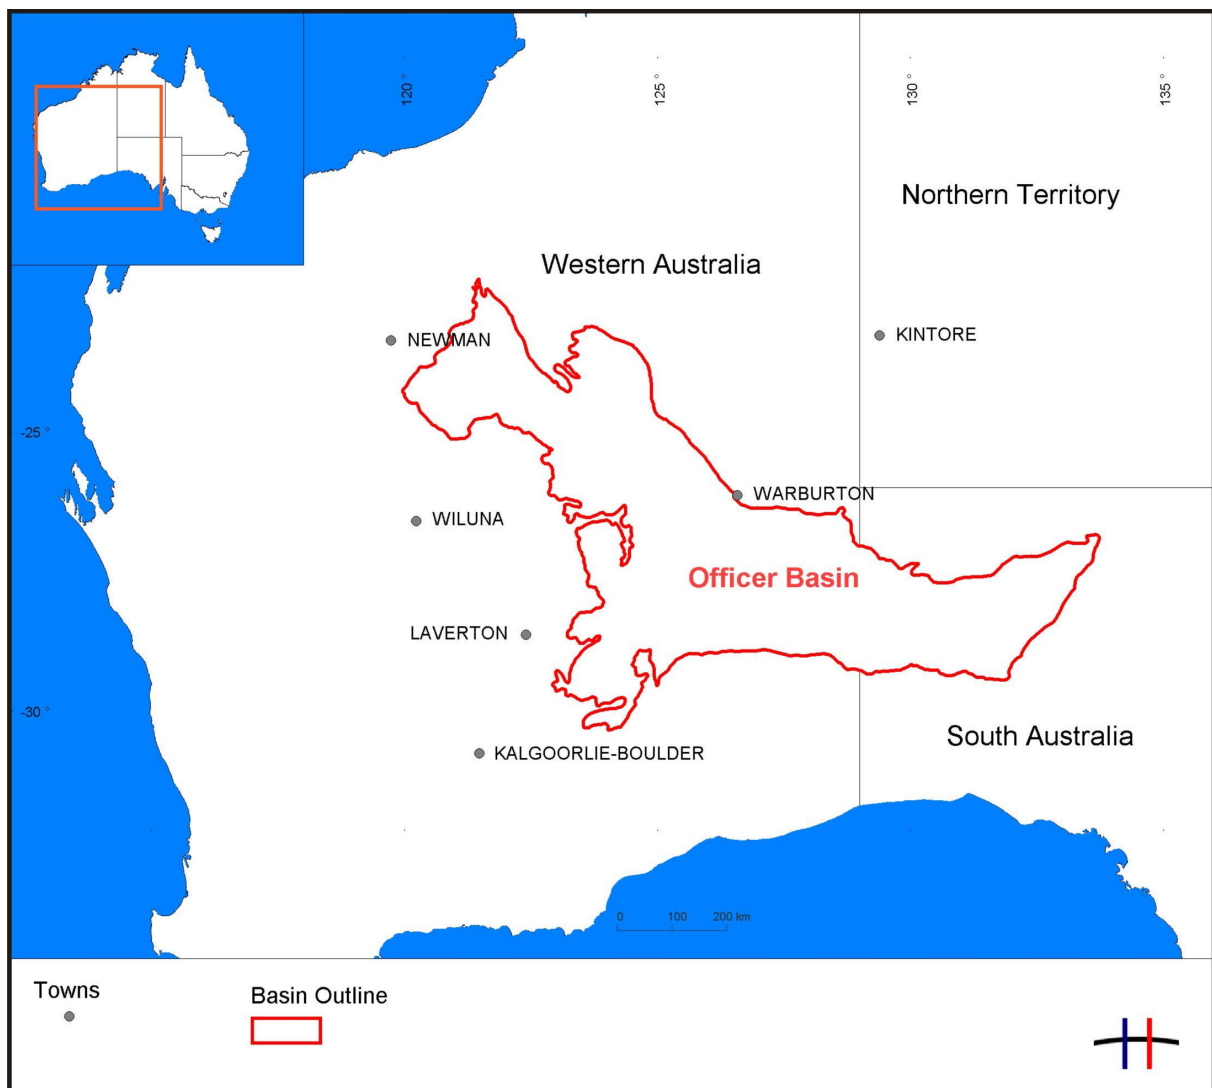 120 °
125 °
130 °
135 °
Northern Territory
Western Australia
NEWMAN
KINTORE
-25 °
WARBURTON
WILUNA
Officer Basin
LAVERTON
-30 °
South Australia
KALGOORLIE-BOULDER
0 100 200 km
Towns
Basin Outline